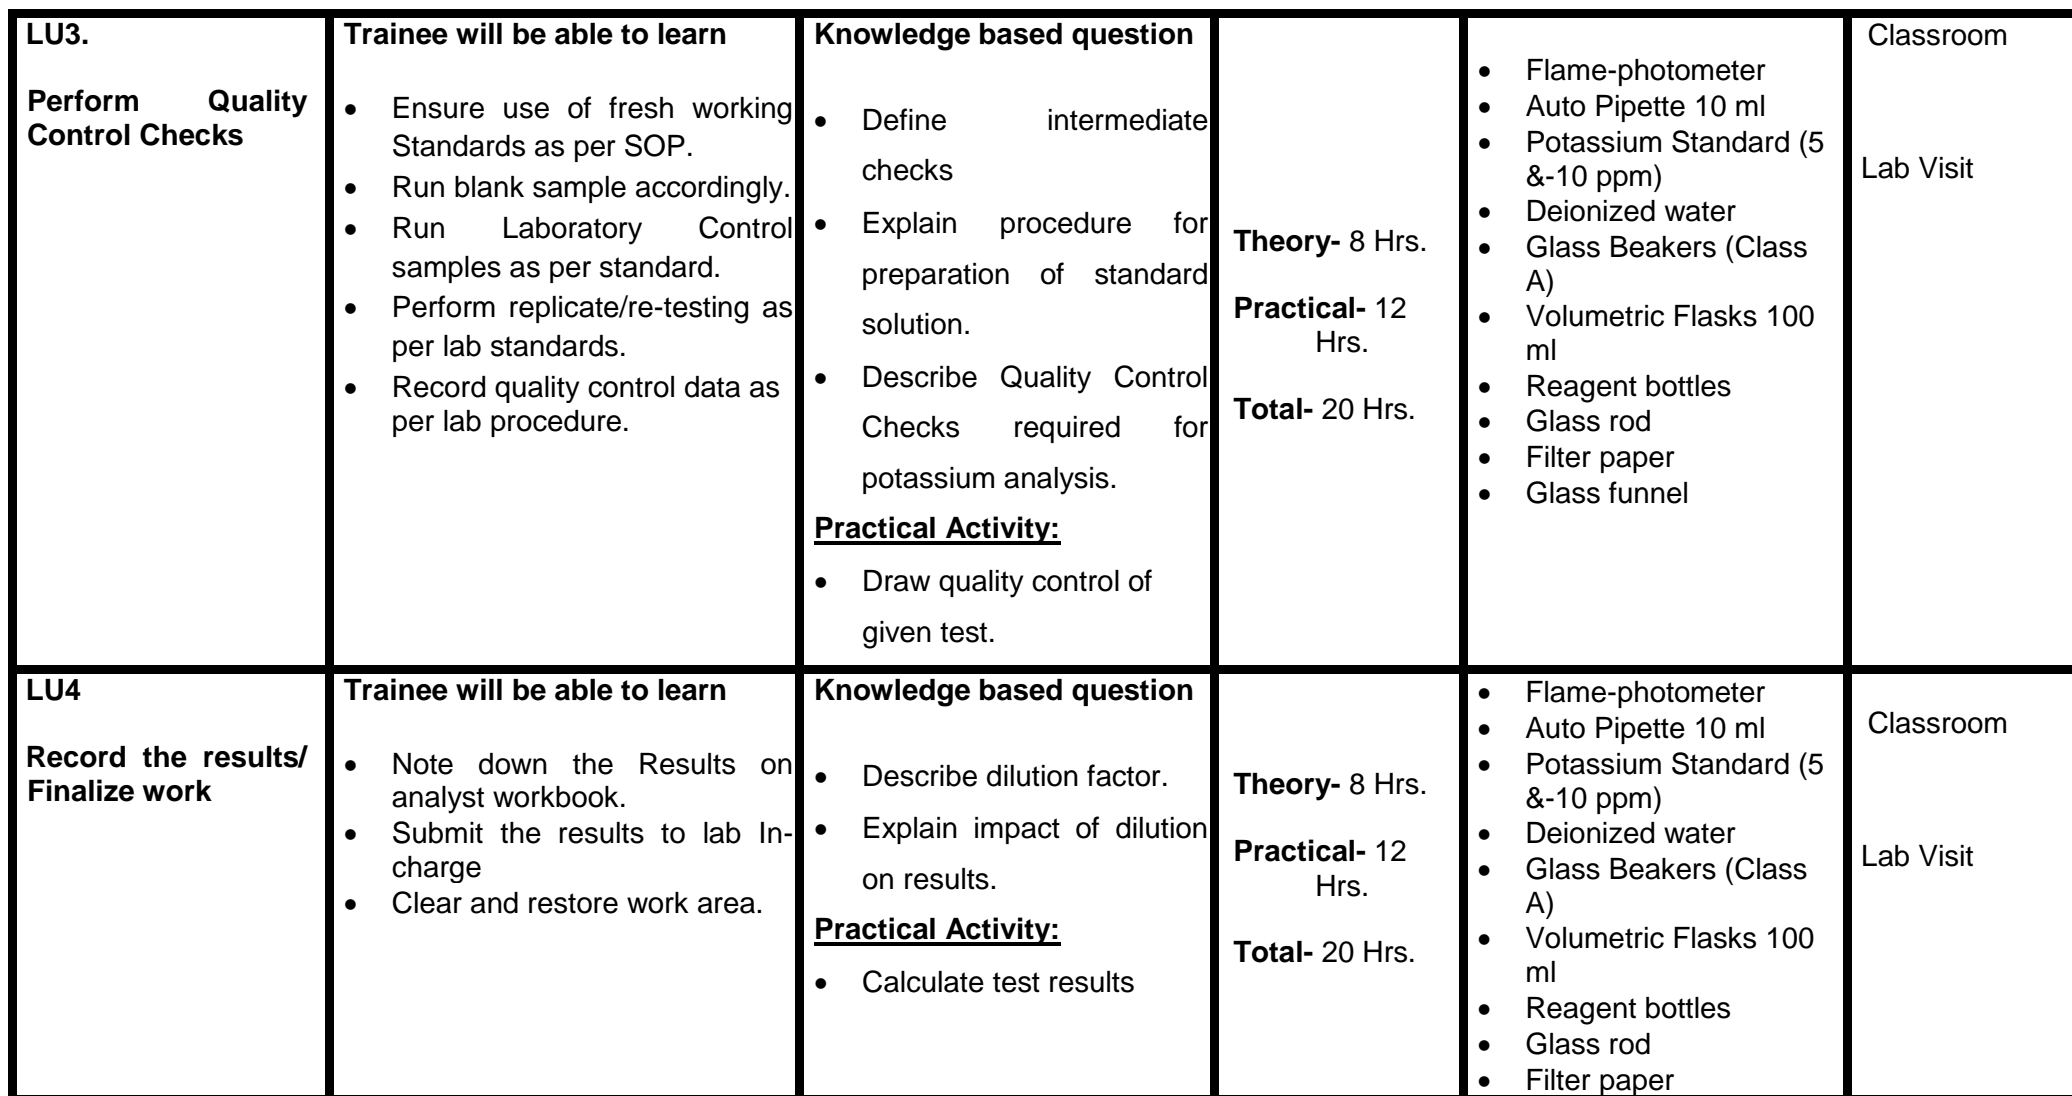 LU3.
Perform Quality
Control Checks
Trainee will be able to learn
• Ensure use of fresh working
Standards as per SOP.
• Run blank sample accordingly.
• Run Laboratory Control
samples as per standard.
• Perform replicate/re-testing as
per lab standards.
• Record quality control data as
per lab procedure.
Knowledge based question
• Define intermediate
checks
• Explain procedure for
preparation of standard
solution.
• Describe Quality Control
Checks required for
potassium analysis.
Practical Activity:
• Draw quality control of
given test.
Theory- 8 Hrs.
Practical- 12
Hrs.
Total- 20 Hrs.
• Flame-photometer
• Auto Pipette 10 ml
• Potassium Standard (5
&-10 ppm)
• Deionized water
• Glass Beakers (Class
A)
• Volumetric Flasks 100
ml
• Reagent bottles
• Glass rod
• Filter paper
• Glass funnel
Classroom
Lab Visit
LU4
Record the results/
Finalize work
Trainee will be able to learn
• Note down the Results on
analyst workbook.
• Submit the results to lab In-
charge
• Clear and restore work area.
Knowledge based question
• Describe dilution factor.
• Explain impact of dilution
on results.
Practical Activity:
• Calculate test results
Theory- 8 Hrs.
Practical- 12
Hrs.
Total- 20 Hrs.
• Flame-photometer
• Auto Pipette 10 ml
• Potassium Standard (5
&-10 ppm)
• Deionized water
• Glass Beakers (Class
A)
• Volumetric Flasks 100
ml
• Reagent bottles
• Glass rod
• Filter paper
Classroom
Lab Visit